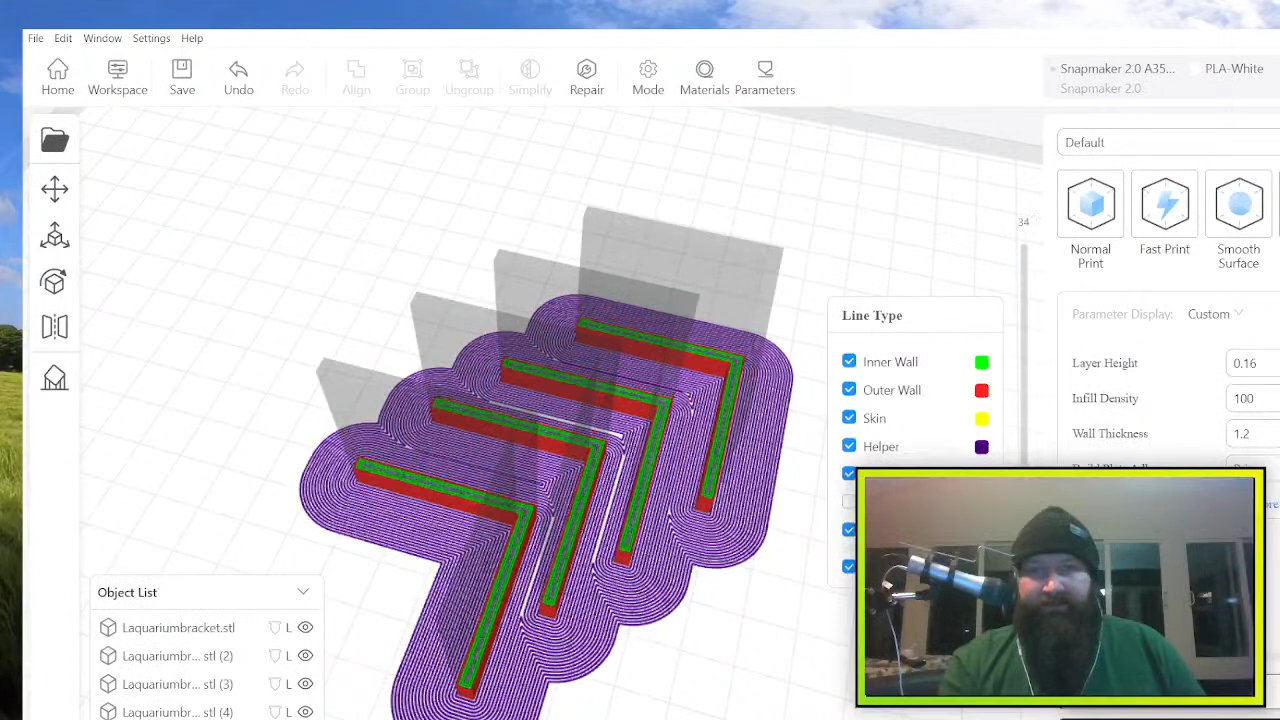 File Edit Window Settings Help
Home Workspace Save Undo Redo Align Group Ungroup Simplify Repair Mode Materials Parameters
Snapmaker 2.0 A35... PLA-White
Snapmaker 2.0
Default
Normal Print
Fast Print
Smooth Surface
34
Line Type
Inner Wall
Outer Wall
Skin
Helper
Parameter Display: Custom
Layer Height 0.16
Infill Density 100
Wall Thickness 1.2
Object List
Laquariumbracket.stl L
Laquariumbr... stl (2) L
Laquariumbr... stl (3) L
Laquariumbr... stl (4) L